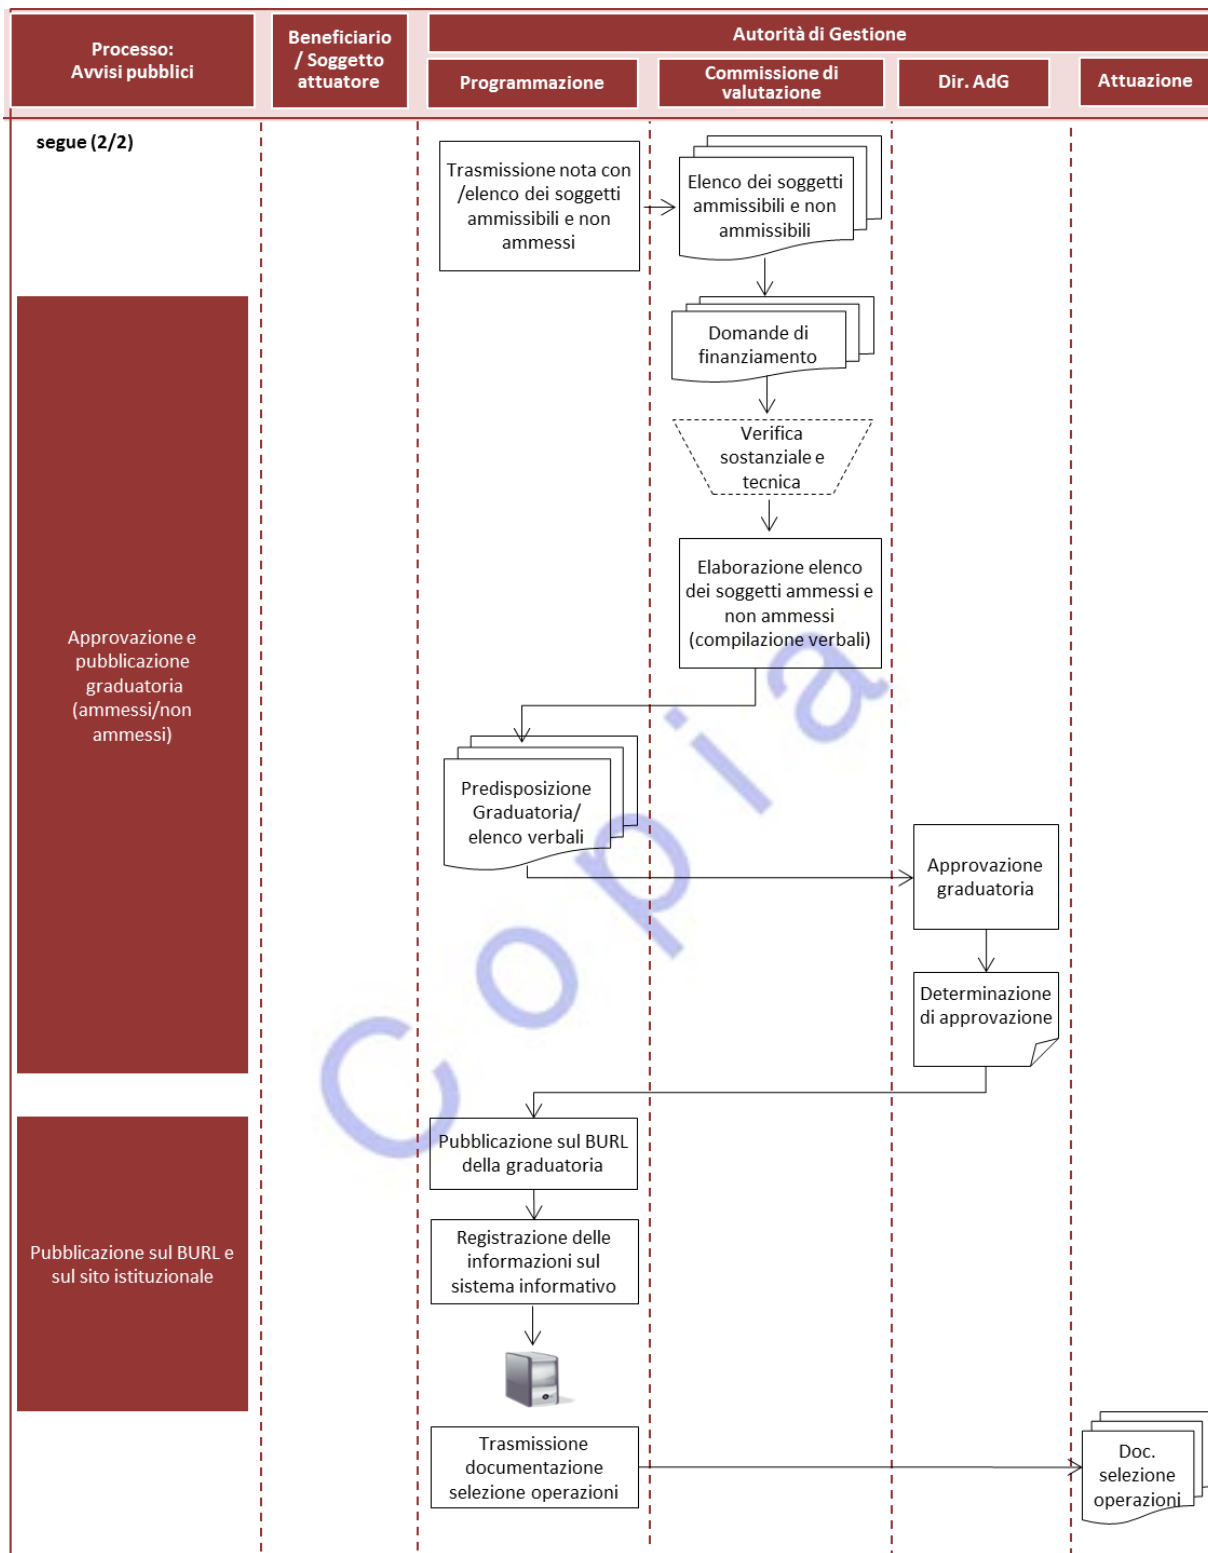 Processo:
Avvisi pubblici
Beneficiario
/ Soggetto
attuatore
Autorità di Gestione
Programmazione
Commissione di
valutazione
Dir. AdG
Attuazione
segue (2/2)
Trasmissione nota con
/elenco dei soggetti
ammissibili e non
ammessi
Elenco dei soggetti
ammissibili e non
ammissibili
Domande di
finanziamento
Verifica
sostanziale e
tecnica
Elaborazione elenco
dei soggetti ammessi e
non ammessi
(compilazione verbali)
Approvazione e
pubblicazione
graduatoria
(ammessi/non
ammessi)
Predisposizione
Graduatoria/
elenco verbali
Approvazione
graduatoria
Determinazione
di approvazione
Pubblicazione sul BURL
della graduatoria
Pubblicazione sul BURL e
sul sito istituzionale
Registrazione delle
informazioni sul
sistema informativo
Trasmissione
documentazione
selezione operazioni
Doc.
selezione
operazioni
Copia